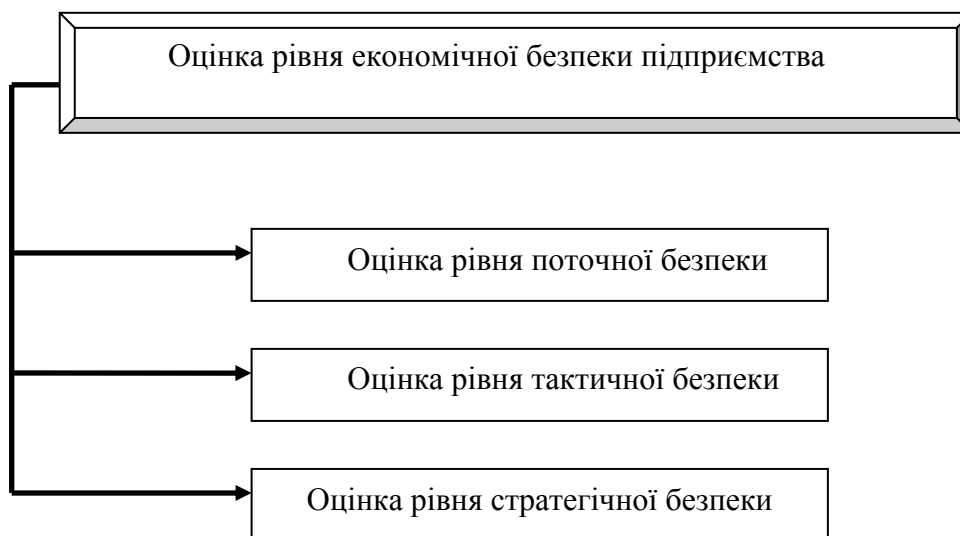 Оцінка рівня економічної безпеки підприємства
Оцінка рівня поточної безпеки
Оцінка рівня тактичної безпеки
Оцінка рівня стратегічної безпеки